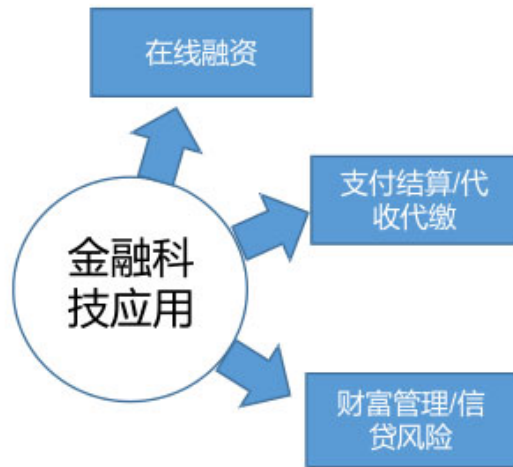 在线融资
支付结算/代
收代缴
金融科
技应用
财富管理/信
贷风险